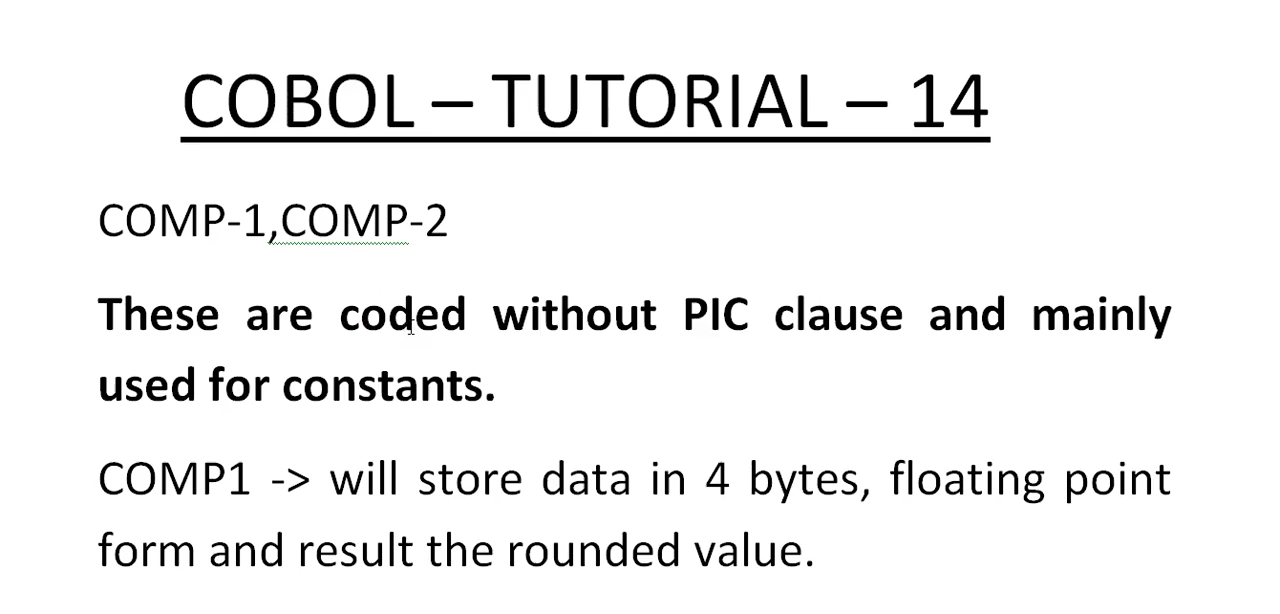 COBOL – TUTORIAL – 14
COMP-1,COMP-2
These are coded without PIC clause and mainly
used for constants.
COMP1 -> will store data in 4 bytes, floating point
form and result the rounded value.